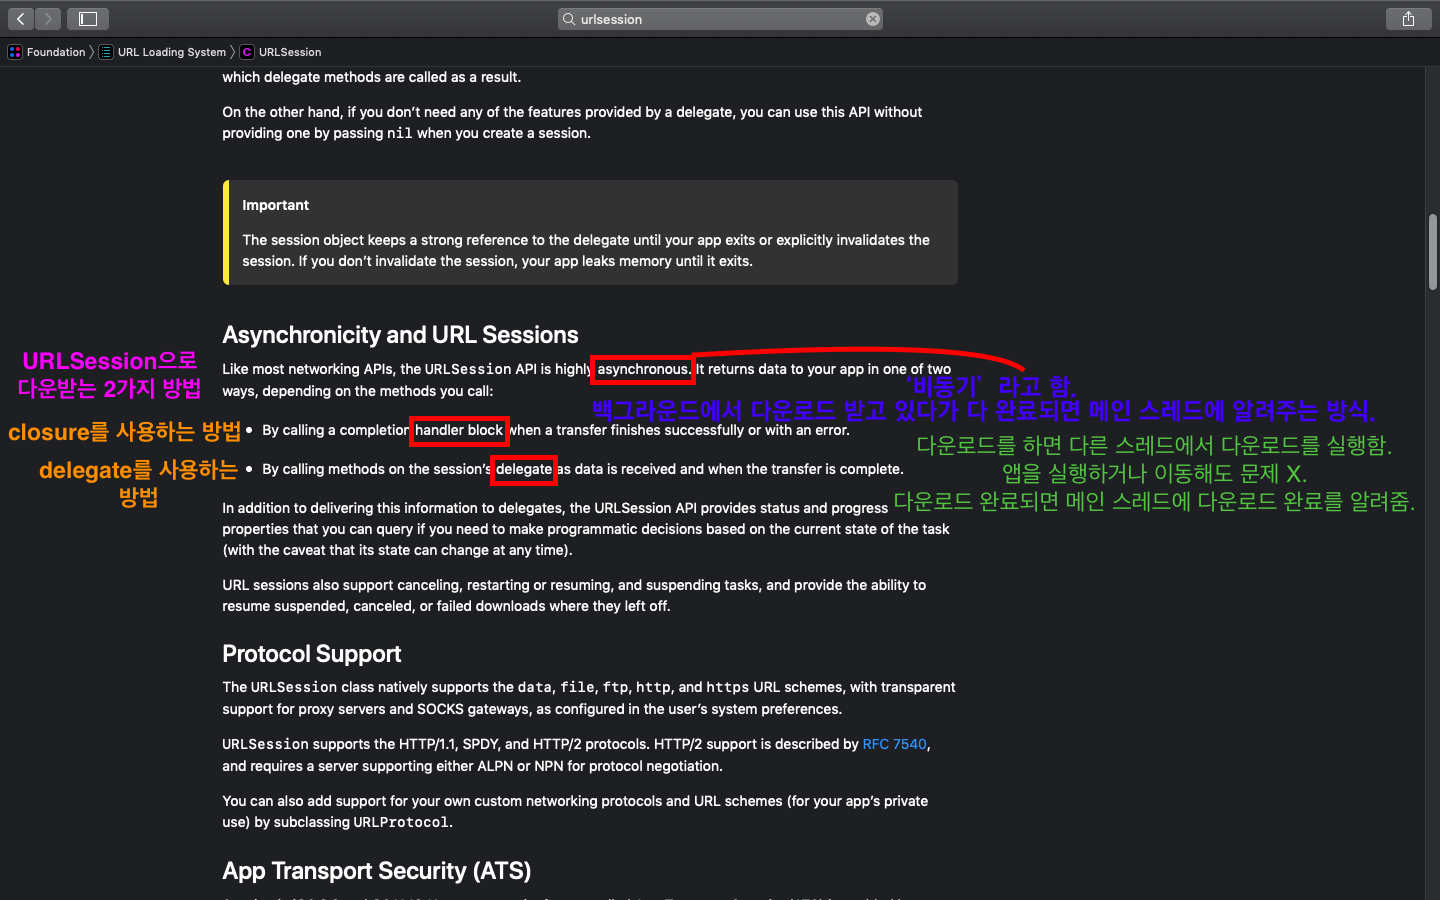 urlsession
Foundation
URL Loading System
URLSession
which delegate methods are called as a result.
On the other hand, if you don't need any of the features provided by a delegate, you can use this API without
providing one by passing nil when you create a session.
Important
The session object keeps a strong reference to the delegate until your app exits or explicitly invalidates the
session. If you don't invalidate the session, your app leaks memory until it exits.
Asynchronicity and URL Sessions
URLSession으로
다운받는 2가지 방법
Like most networking APIs, the URLSession API is highly asynchronous. It returns data to your app in one of two
ways, depending on the methods you call:
'비동기' 라고 함.
백그라운드에서 다운로드 받고 있다가 다 완료되면 메인 스레드에 알려주는 방식.
closure를 사용하는 방법
• By calling a completion handler block when a transfer finishes successfully or with an error.
다운로드를 하면 다른 스레드에서 다운로드를 실행함.
앱을 실행하거나 이동해도 문제 X.
다운로드 완료되면 메인 스레드에 다운로드 완료를 알려줌.
delegate를 사용하는
방법
• By calling methods on the session's delegate as data is received and when the transfer is complete.
In addition to delivering this information to delegates, the URLSession API provides status and progress
properties that you can query if you need to make programmatic decisions based on the current state of the task
(with the caveat that its state can change at any time).
URL sessions also support canceling, restarting or resuming, and suspending tasks, and provide the ability to
resume suspended, canceled, or failed downloads where they left off.
Protocol Support
The URLSession class natively supports the data, file, ftp, http, and https URL schemes, with transparent
support for proxy servers and SOCKS gateways, as configured in the user's system preferences.
URLSession supports the HTTP/1.1, SPDY, and HTTP/2 protocols. HTTP/2 support is described by RFC 7540,
and requires a server supporting either ALPN or NPN for protocol negotiation.
You can also add support for your own custom networking protocols and URL schemes (for your app's private
use) by subclassing URLProtocol.
App Transport Security (ATS)